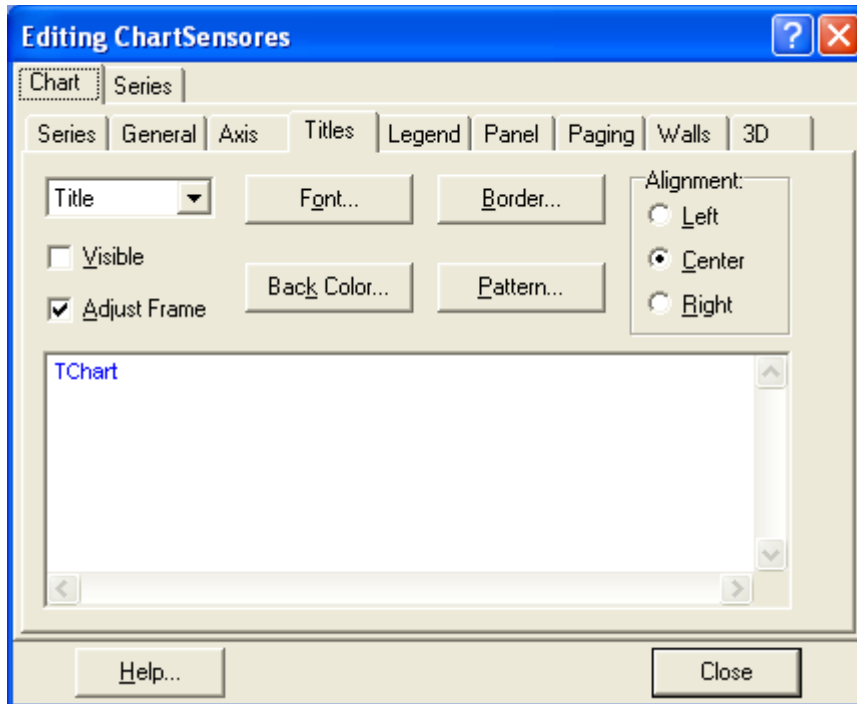 Editing ChartSensores
Chart Series
Series General Axis Titles Legend Panel Paging Walls 3D
Title Font... Border... Alignment:
Left
Visible Center
Back Color... Pattern...
Adjust Frame Right
TChart
Help... Close